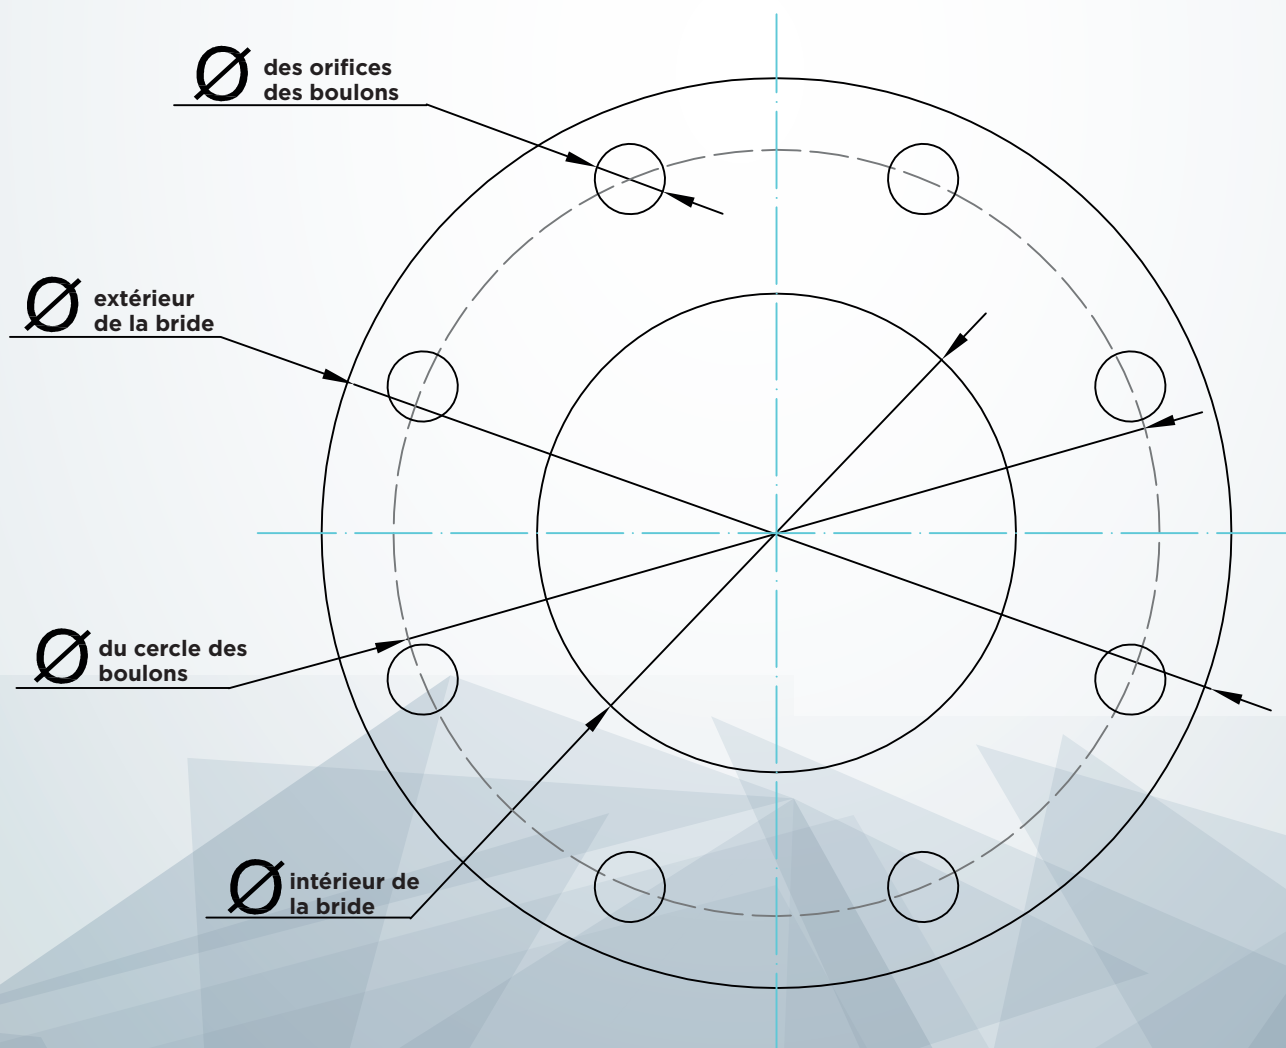 Ø des orifices
des boulons
Ø extérieur
de la bride
Ø du cercle des
boulons
Ø intérieur de
la bride